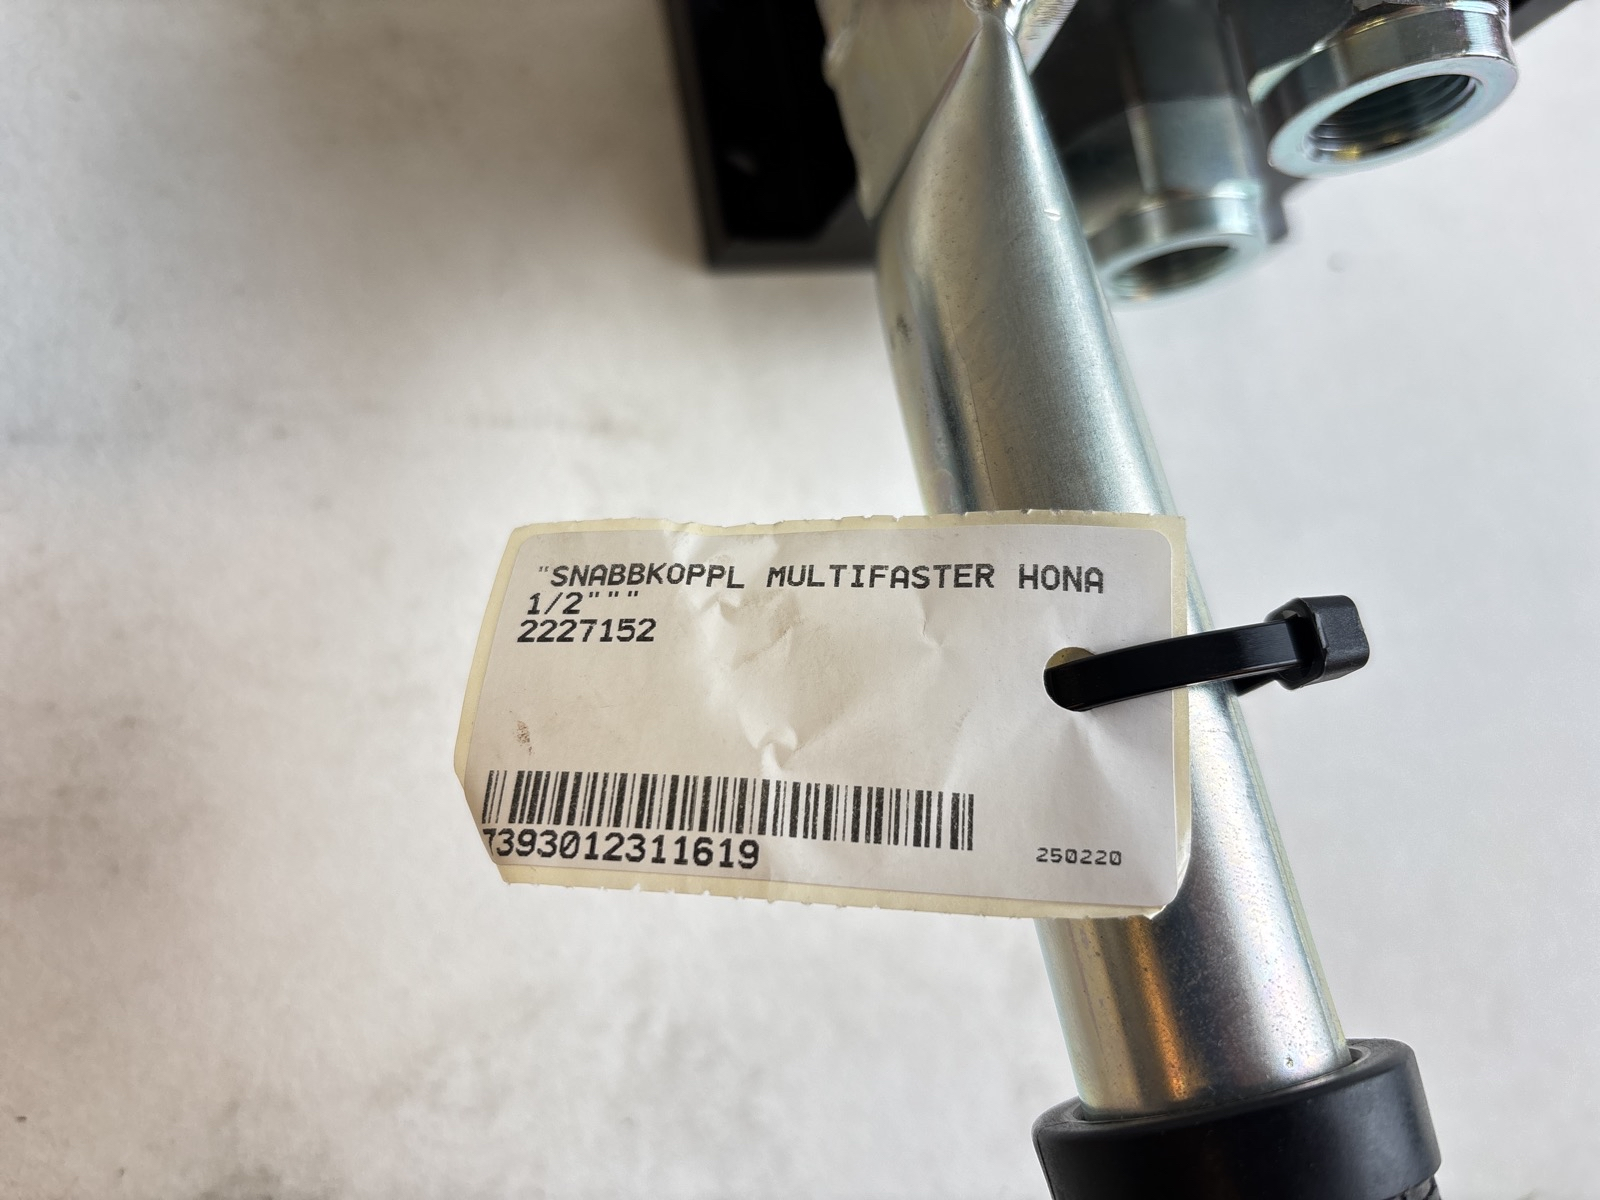 "SNABBKOPPL MULTIFASTER HONA
1/2"""
2227152
7393012311619
250220